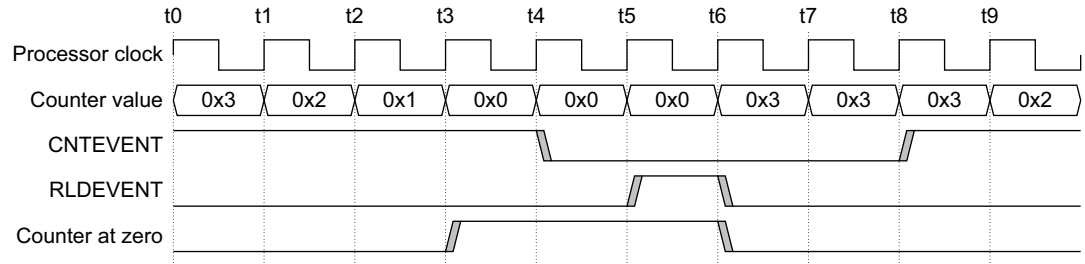 t0 t1 t2 t3 t4 t5 t6 t7 t8 t9
Processor clock
Counter value 0x3 0x2 0x1 0x0 0x0 0x0 0x3 0x3 0x3 0x2
CNTEVENT
RLDEVENT
Counter at zero